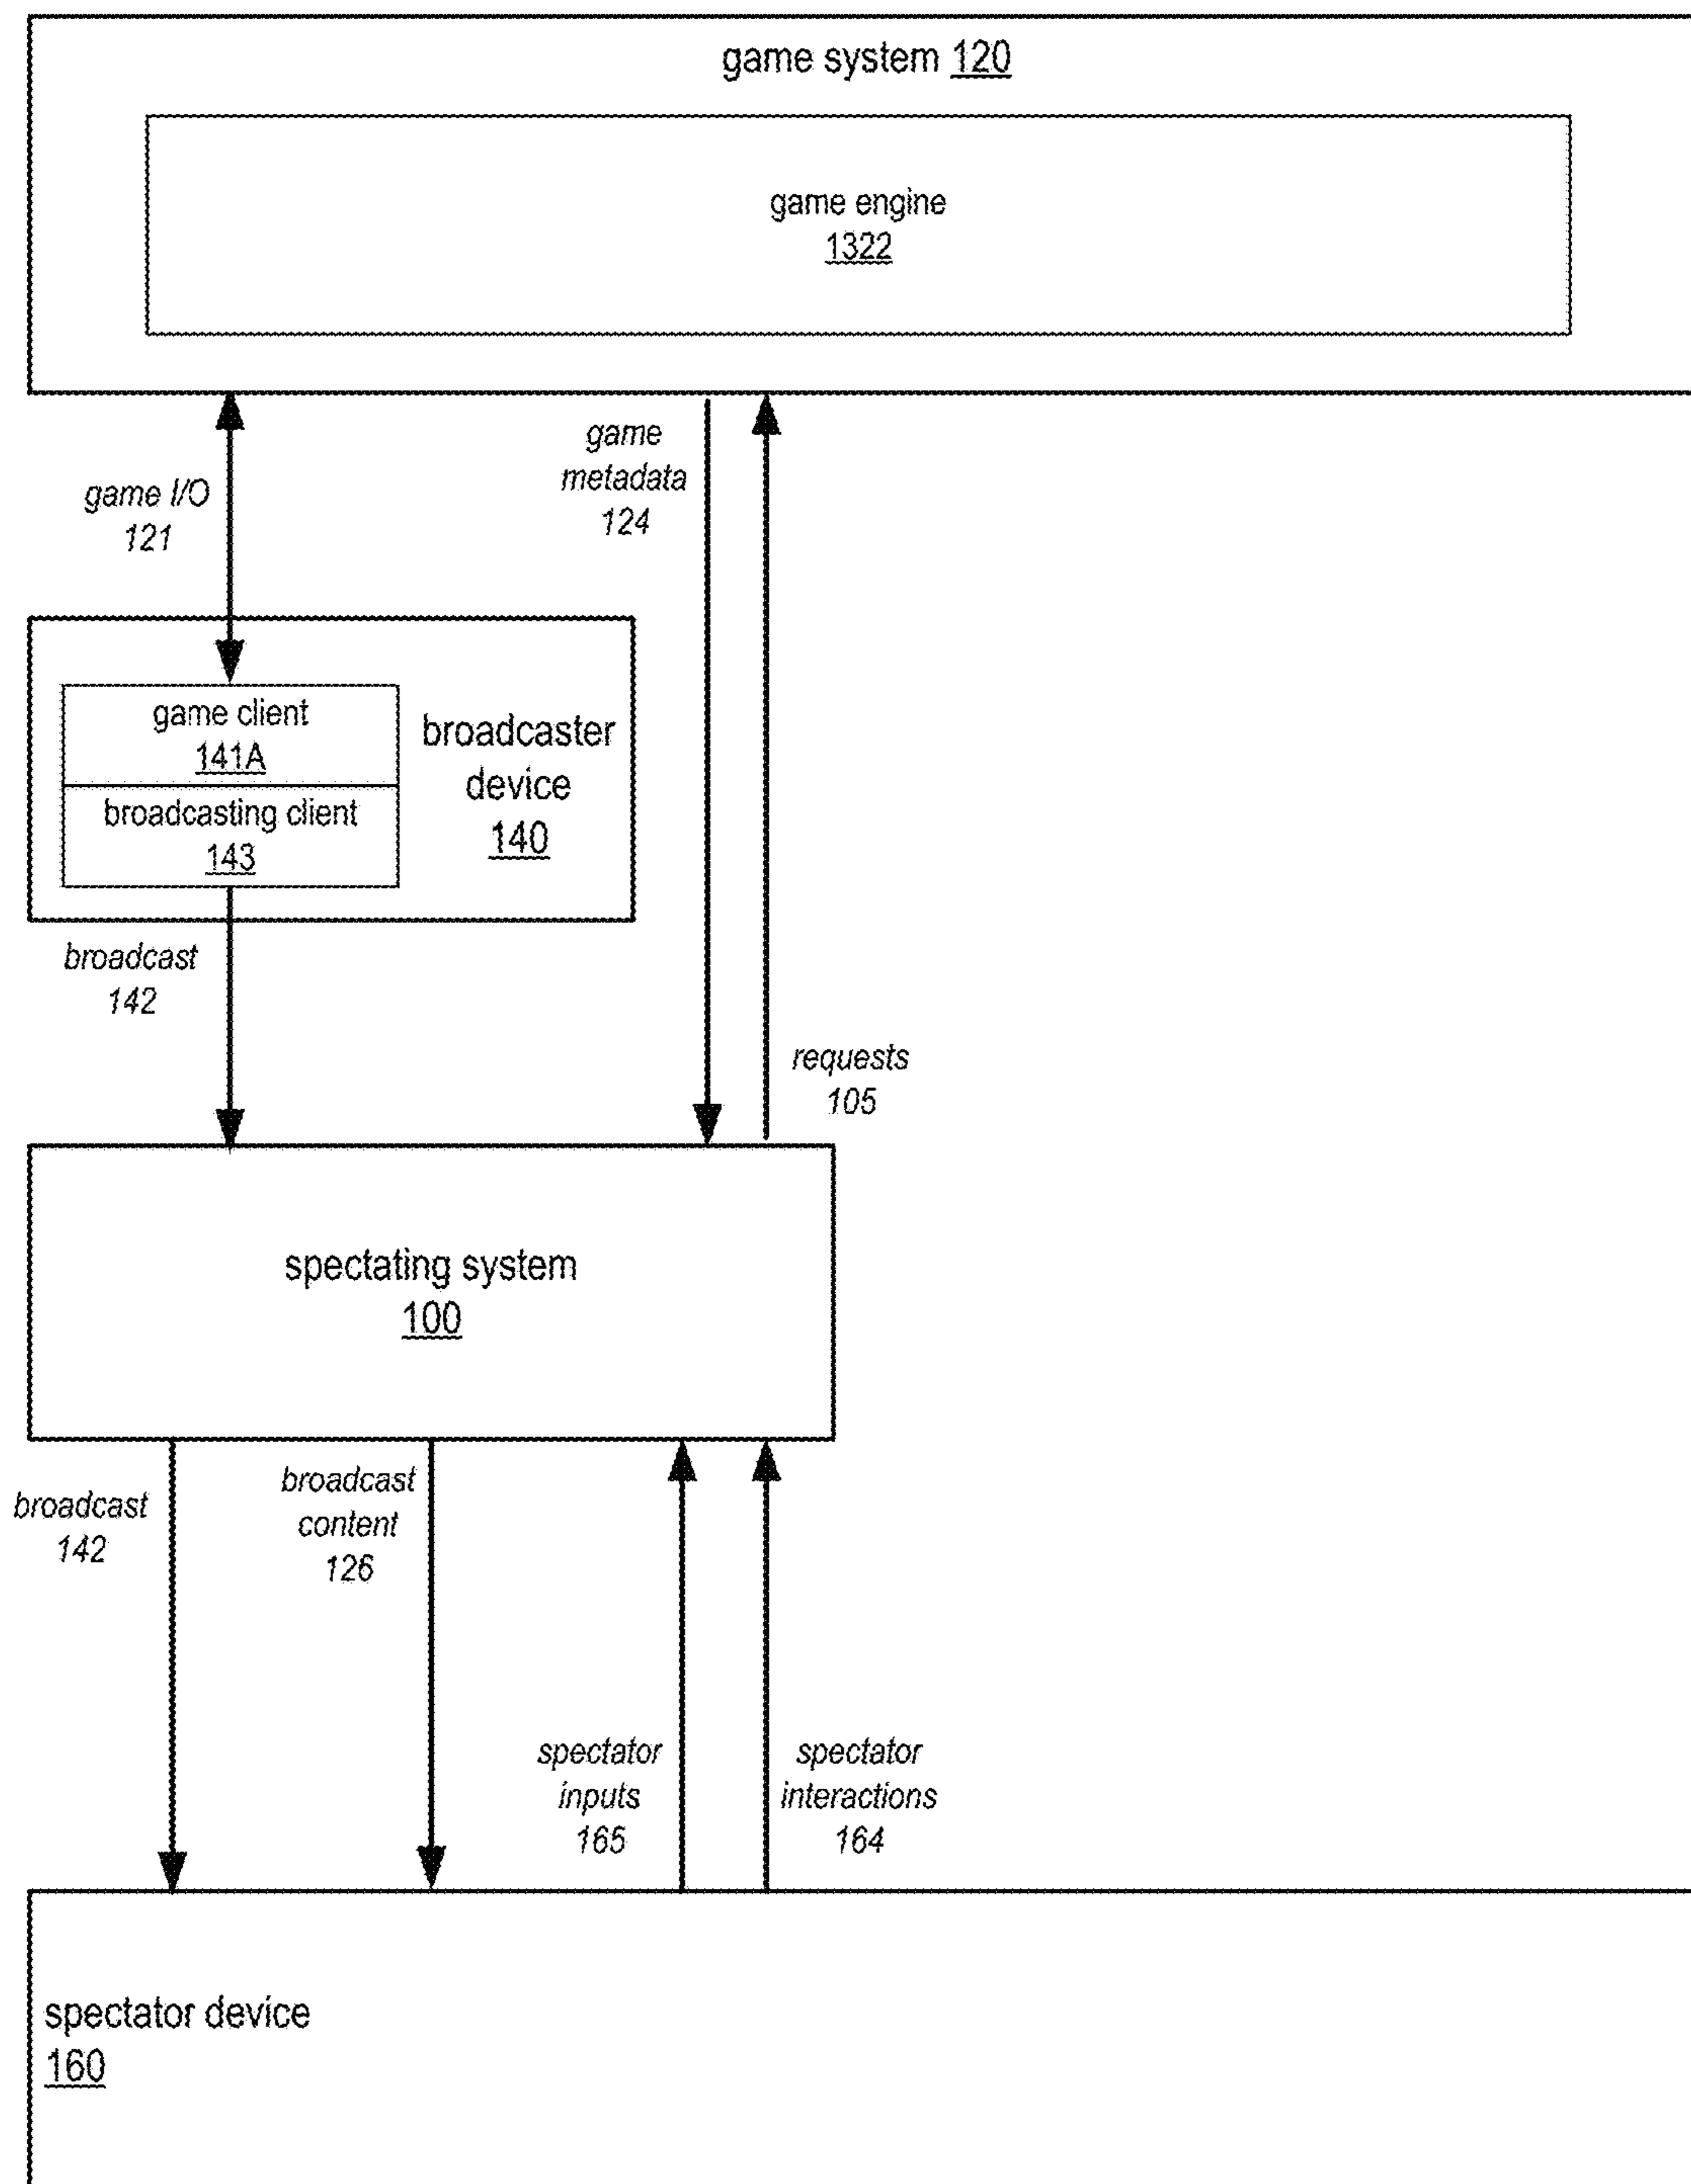 game system 120
game engine
1322
game I/O
121
game
metadata
124
game client
141A
broadcasting client
143
broadcaster
device
140
broadcast
142
requests
105
spectating system
100
broadcast
142
broadcast
content
126
spectator
inputs
165
spectator
interactions
164
spectator device
160